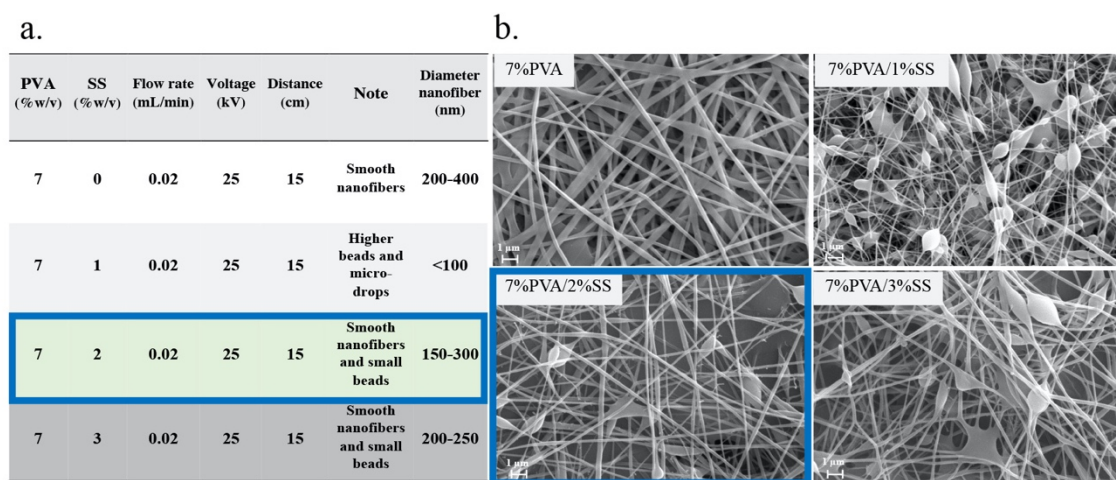 a.
PVA
(%w/v)
SS
(%w/v)
Flow rate
(mL/min)
Voltage
(kV)
Distance
(cm)
Note
Diameter
nanofiber
(nm)
7
0
0.02
25
15
Smooth
nanofibers
200-400
7
1
0.02
25
15
Higher
beads and
micro-
drops
<100
7
2
0.02
25
15
Smooth
nanofibers
and small
beads
150-300
7
3
0.02
25
15
Smooth
nanofibers
and small
beads
200-250
b.
7%PVA
1 µm
7%PVA/1%SS
1 µm
7%PVA/2%SS
1 µm
7%PVA/3%SS
1 µm